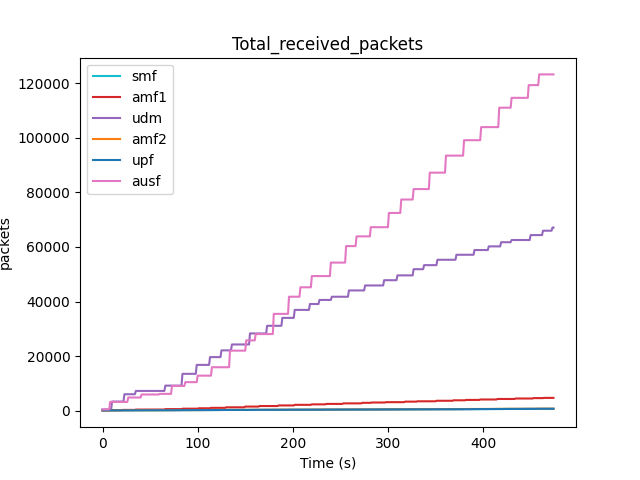 Total_received_packets
smf
amf1
udm
amf2
upf
ausf
120000
100000
80000
60000
40000
20000
0
packets
0 100 200 300 400
Time (s)